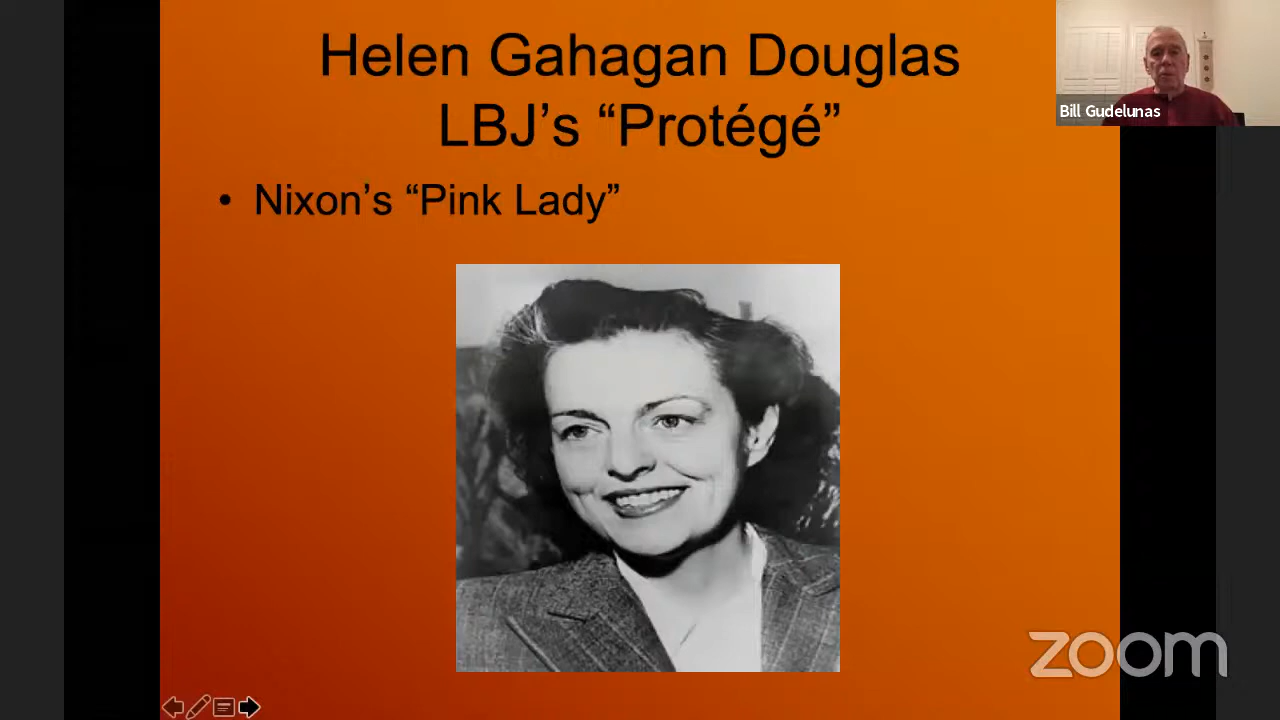 Helen Gahagan Douglas
LBJ’s “Protégé”
Bill Gudelunas
• Nixon’s “Pink Lady”
zoom